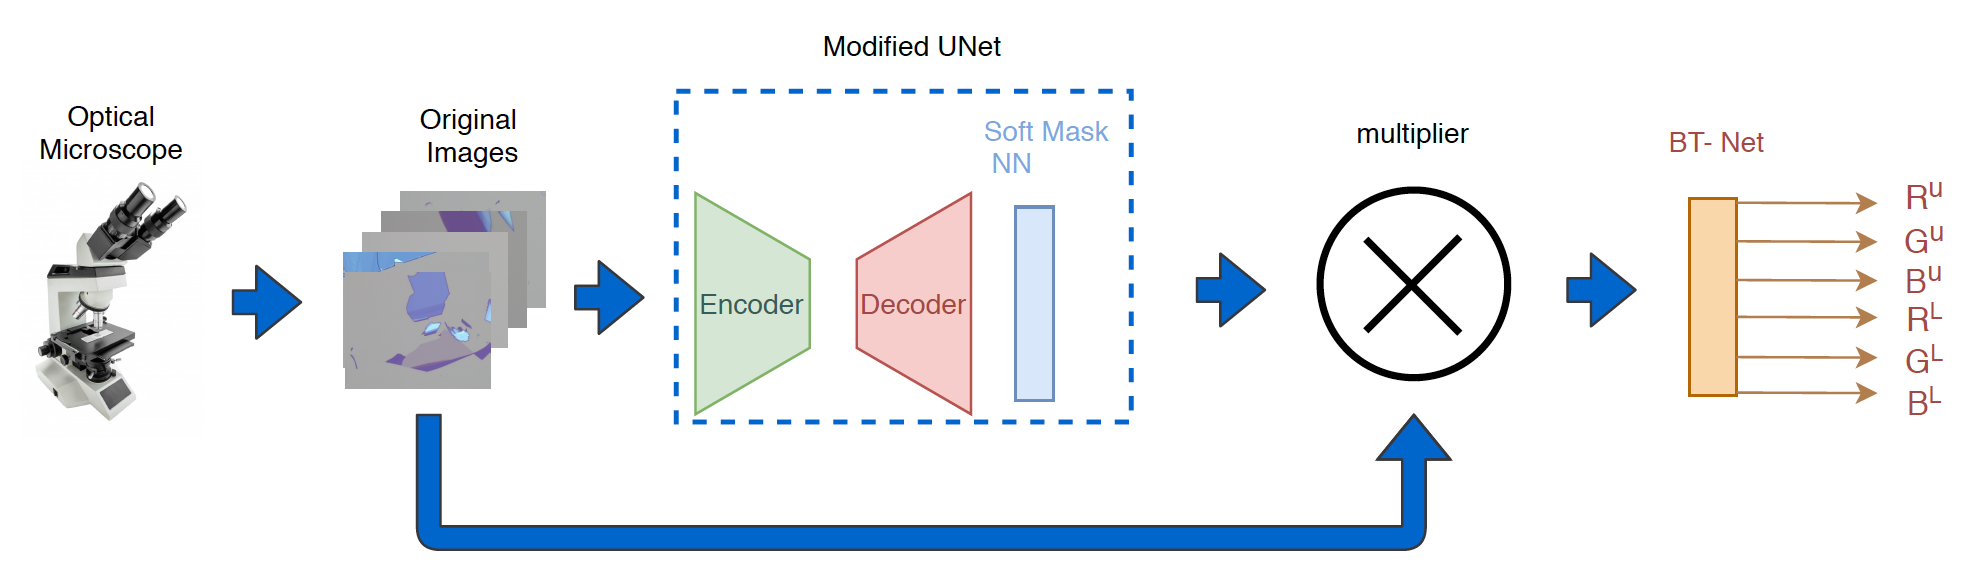 Optical
Microscope
Original
Images
Modified UNet
Encoder
Decoder
Soft Mask
NN
multiplier
BT- Net
R^u
G^u
B^u
R^L
G^L
B^L